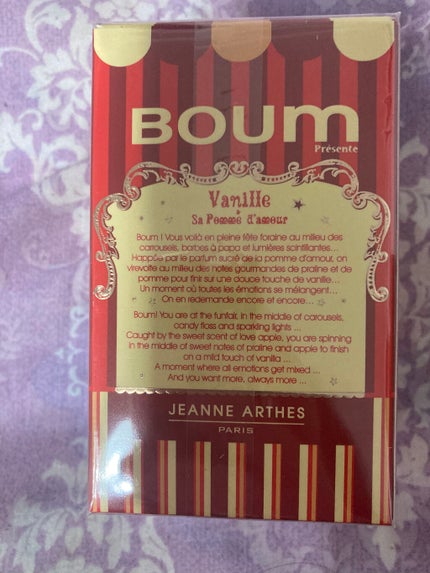 BOUM
Présente
Vanille
Sa Pomme d'amour
Boum ! Vous voilà en pleine fête foraine au milieu des
carrousels, barbes à papa et lumières scintillantes...
Happée par le parfum sucré de la pomme d'amour, on
virevolte au milieu des notes gourmandes de praline et de
pomme pour finir sur une douce touche de vanille...
Un moment où toutes les émotions se mélangent...
On en redemande encore et encore...
Boum! You are at the funfair, in the middle of carousels,
candy floss and sparkling lights ...
Caught by the sweet scent of love apple, you are spinning
in the middle of sweet notes of praline and apple to finish
on a mild touch of vanilla ...
A moment where all emotions get mixed ...
And you want more, always more ...
JEANNE ARTHES
PARIS